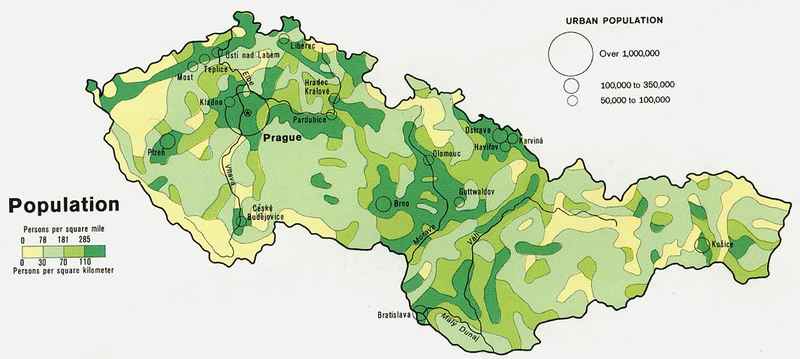 URBAN POPULATION
Over 1,000,000
100,000 to 350,000
50,000 to 100,000
Liberec
Ústí nad Labem
Teplice
Most
Elbe
Hradec
Králové
Kladno
Pardubice
Prague
Plzeň
Vltava
České
Budějovice
Ostrava
Karviná
Havířov
Olomouc
Brno
Gottwaldov
Morava
Váh
Košice
Bratislava
Malý Dunaj
Population
Persons per square mile
0 78 181 285
0 30 70 110
Persons per square kilometer